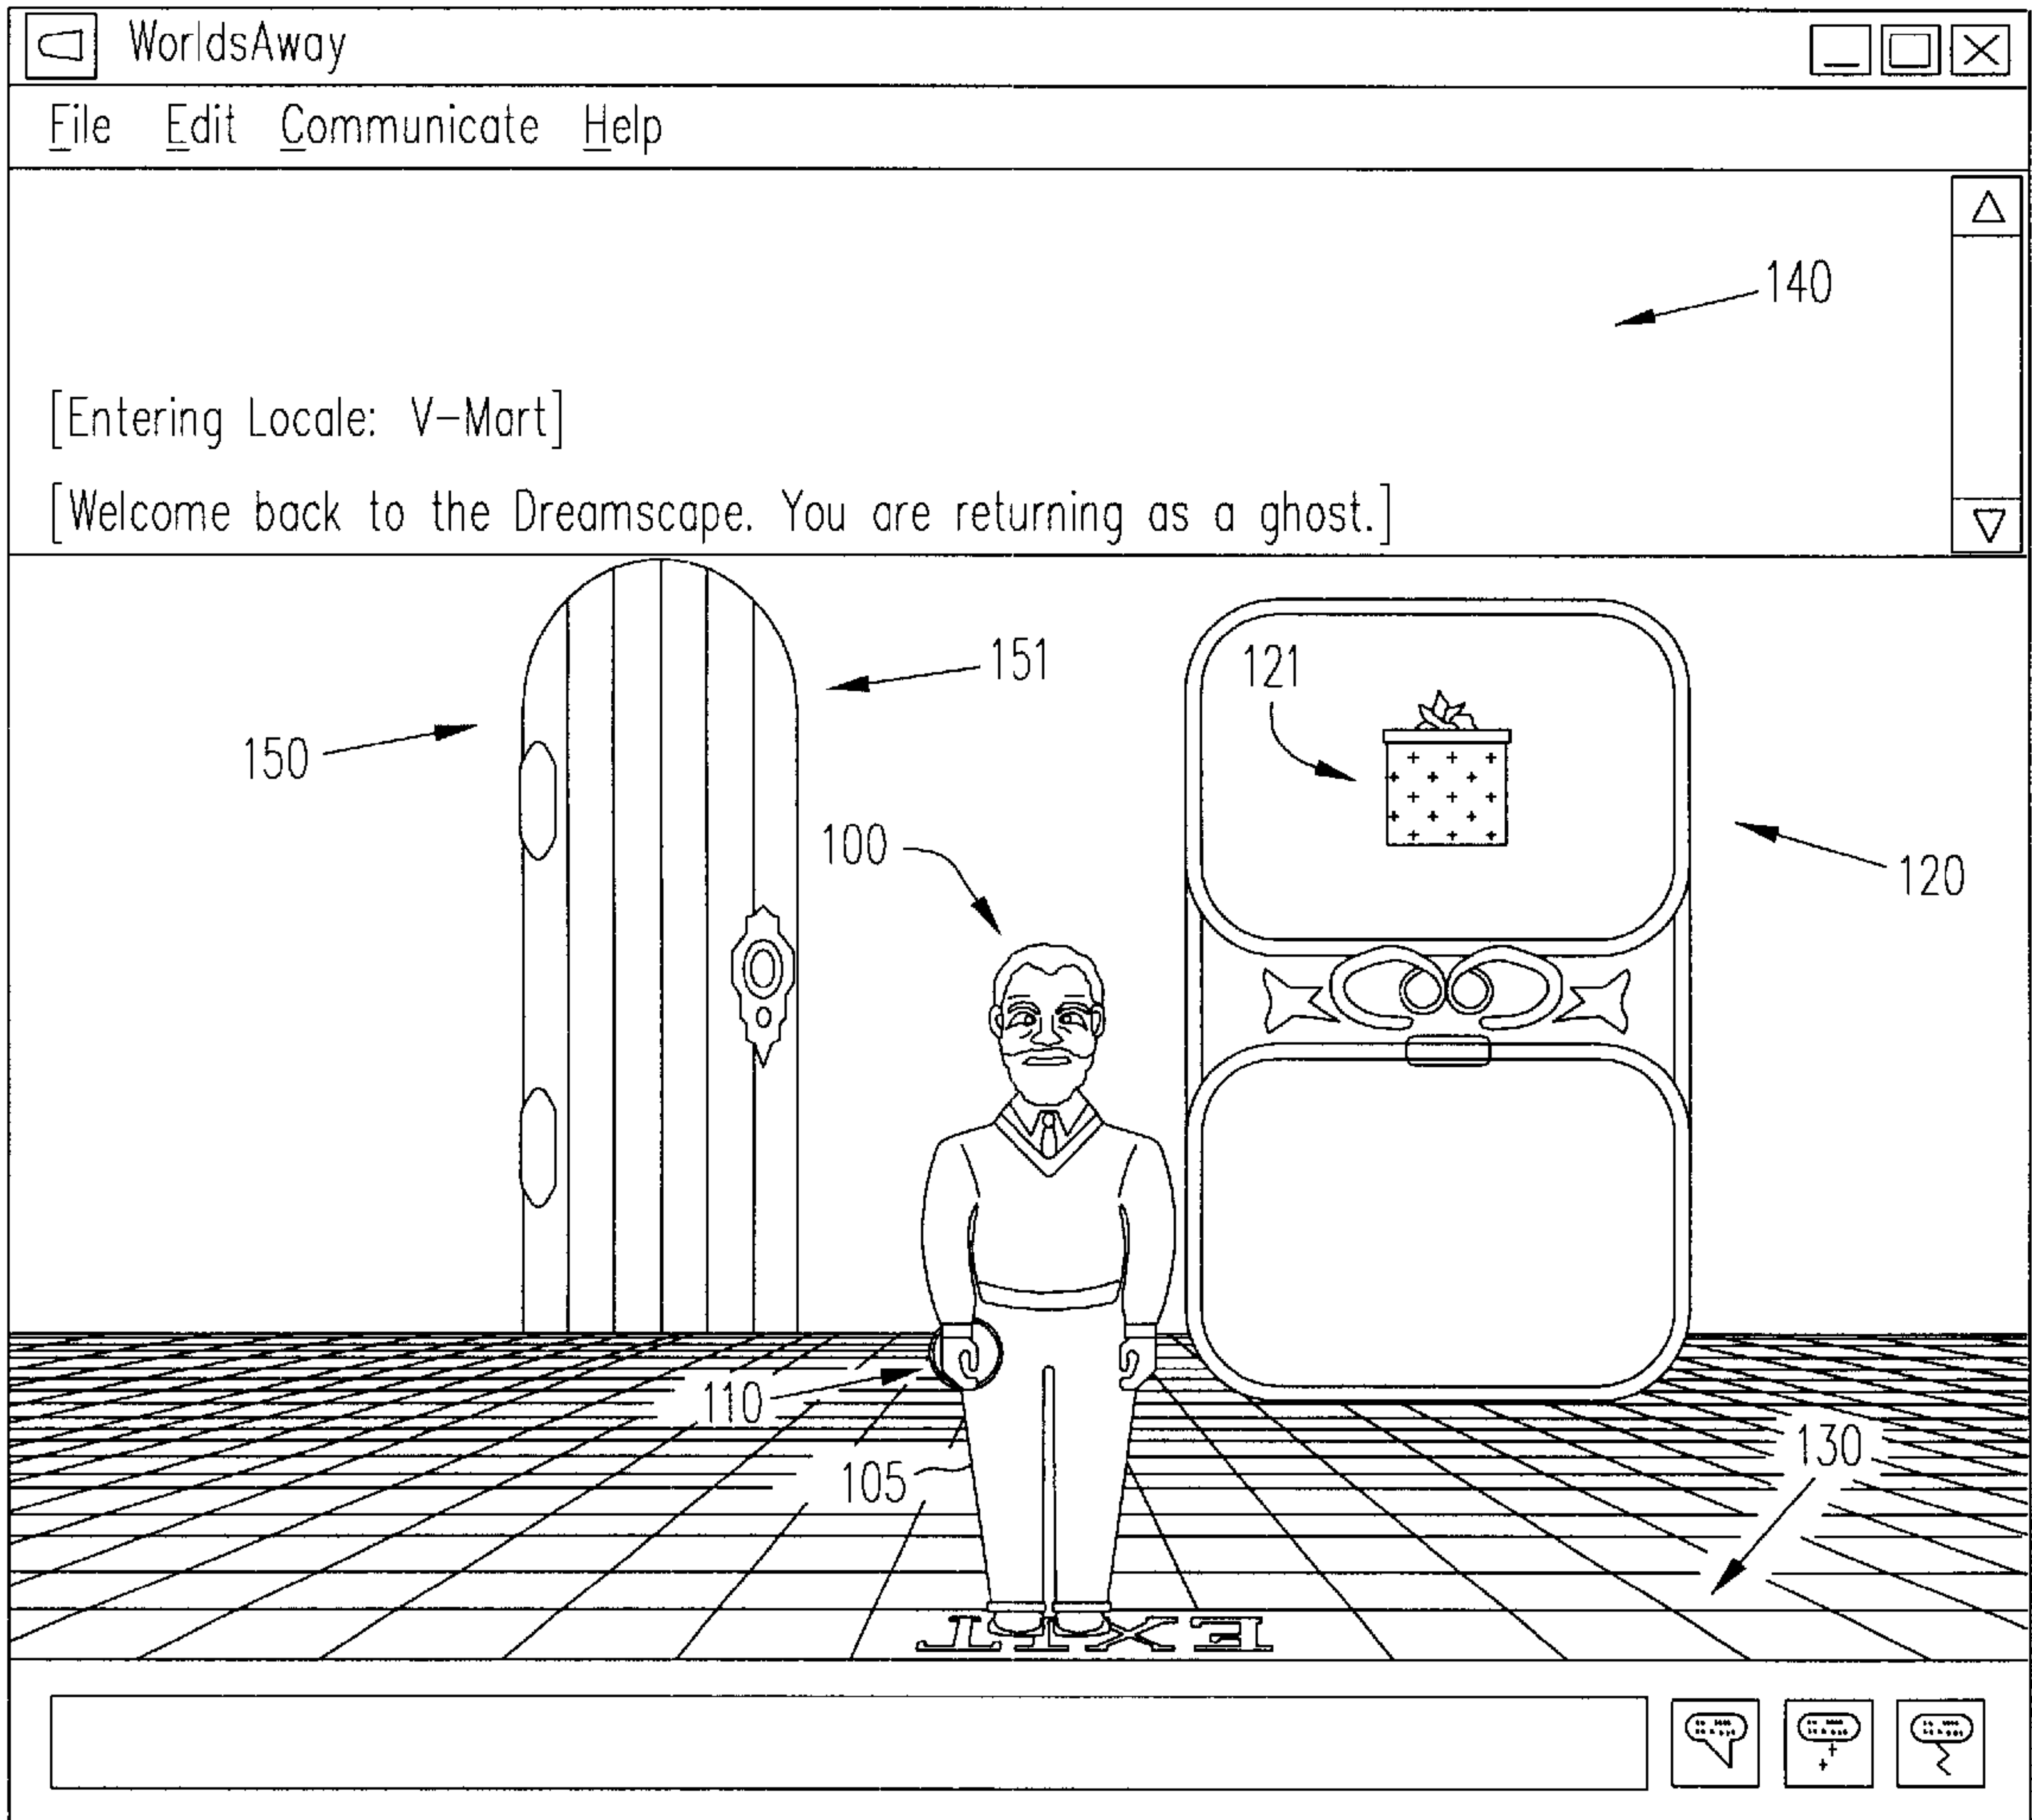 WorldsAway
File Edit Communicate Help
140
[Entering Locale: V-Mart]
[Welcome back to the Dreamscape. You are returning as a ghost.]
151
121
150
100
120
110
130
105
EXIT